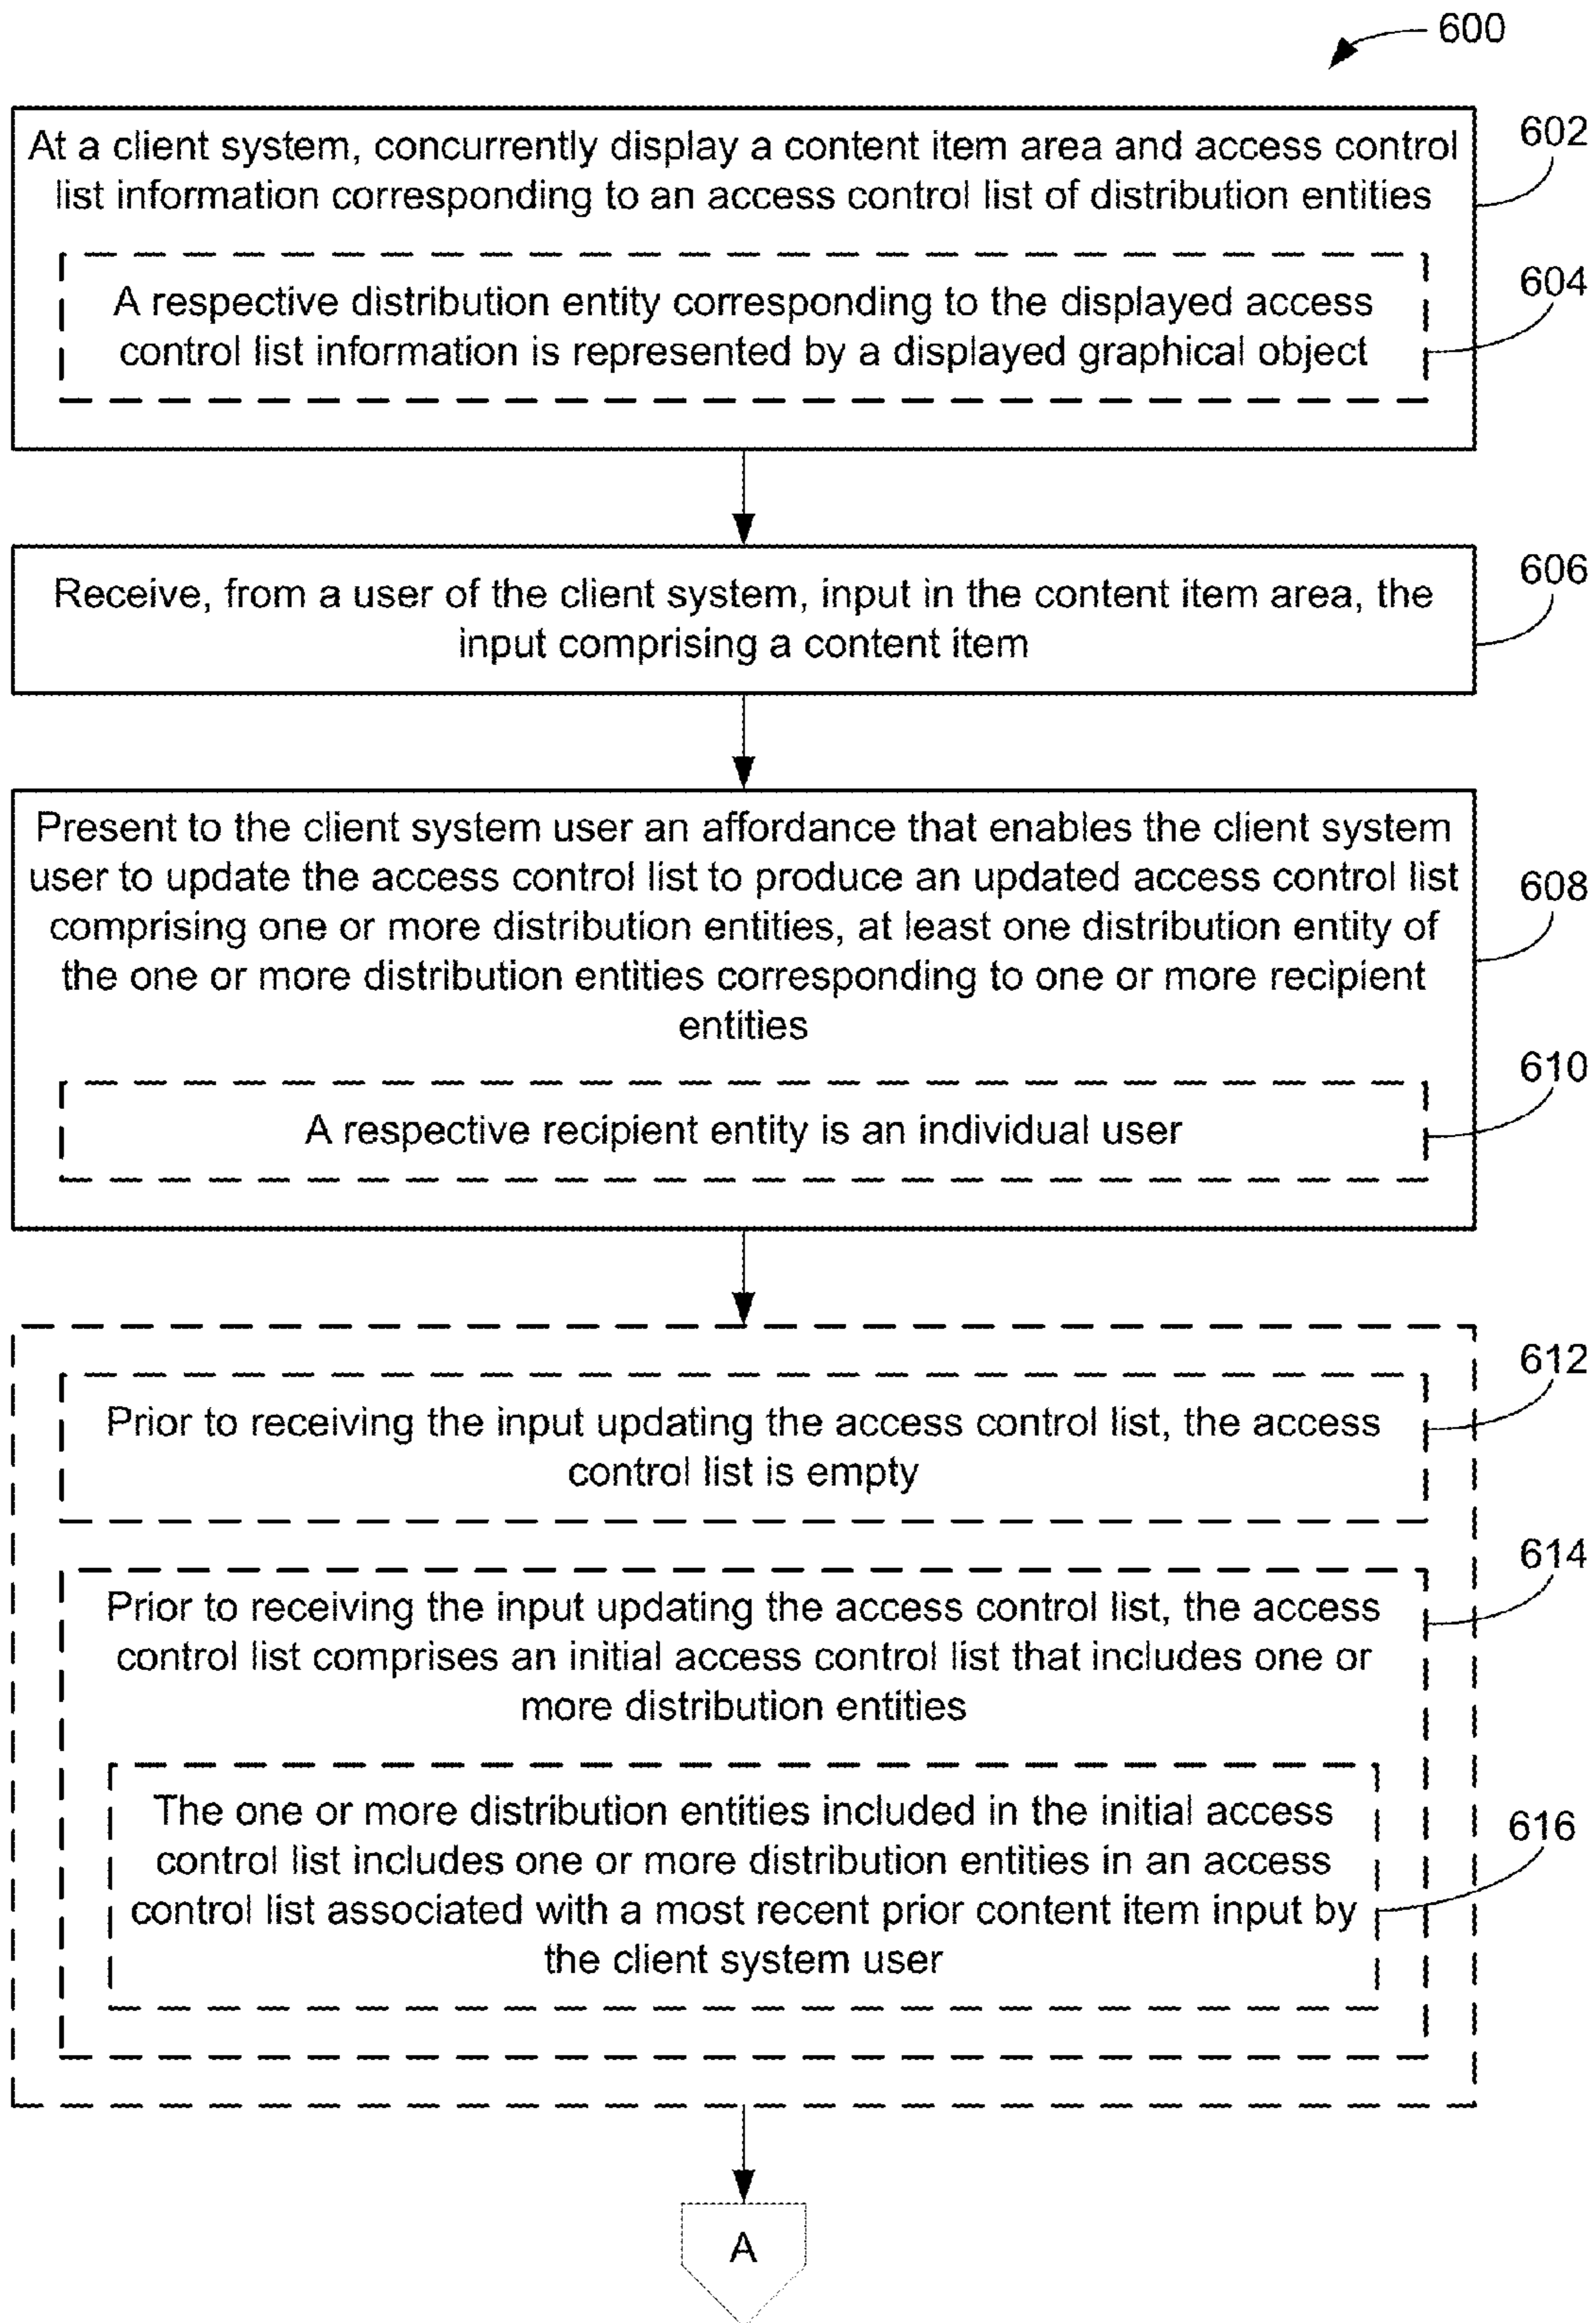 600
At a client system, concurrently display a content item area and access control
list information corresponding to an access control list of distribution entities
602
A respective distribution entity corresponding to the displayed access
control list information is represented by a displayed graphical object
604
Receive, from a user of the client system, input in the content item area, the
input comprising a content item
606
Present to the client system user an affordance that enables the client system
user to update the access control list to produce an updated access control list
comprising one or more distribution entities, at least one distribution entity of
the one or more distribution entities corresponding to one or more recipient
entities
608
A respective recipient entity is an individual user
610
Prior to receiving the input updating the access control list, the access
control list is empty
612
Prior to receiving the input updating the access control list, the access
control list comprises an initial access control list that includes one or
more distribution entities
614
The one or more distribution entities included in the initial access
control list includes one or more distribution entities in an access
control list associated with a most recent prior content item input by
the client system user
616
A